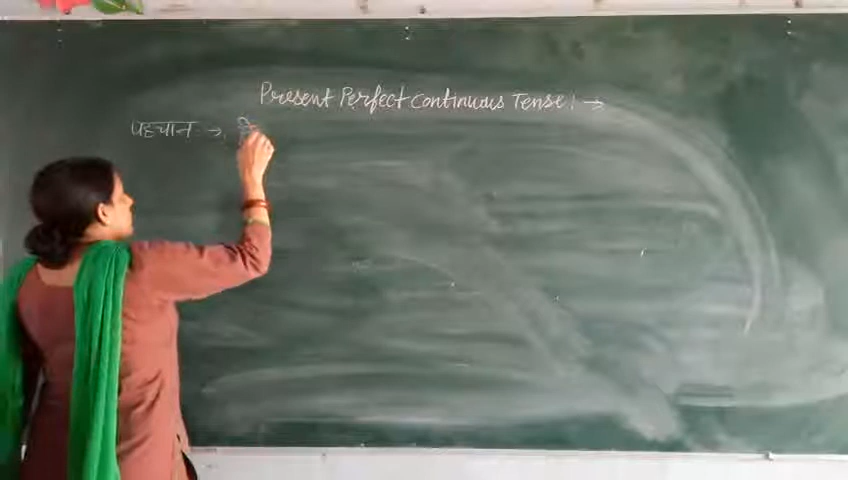 Present Perfect Continuous Tense! →
पहचान →